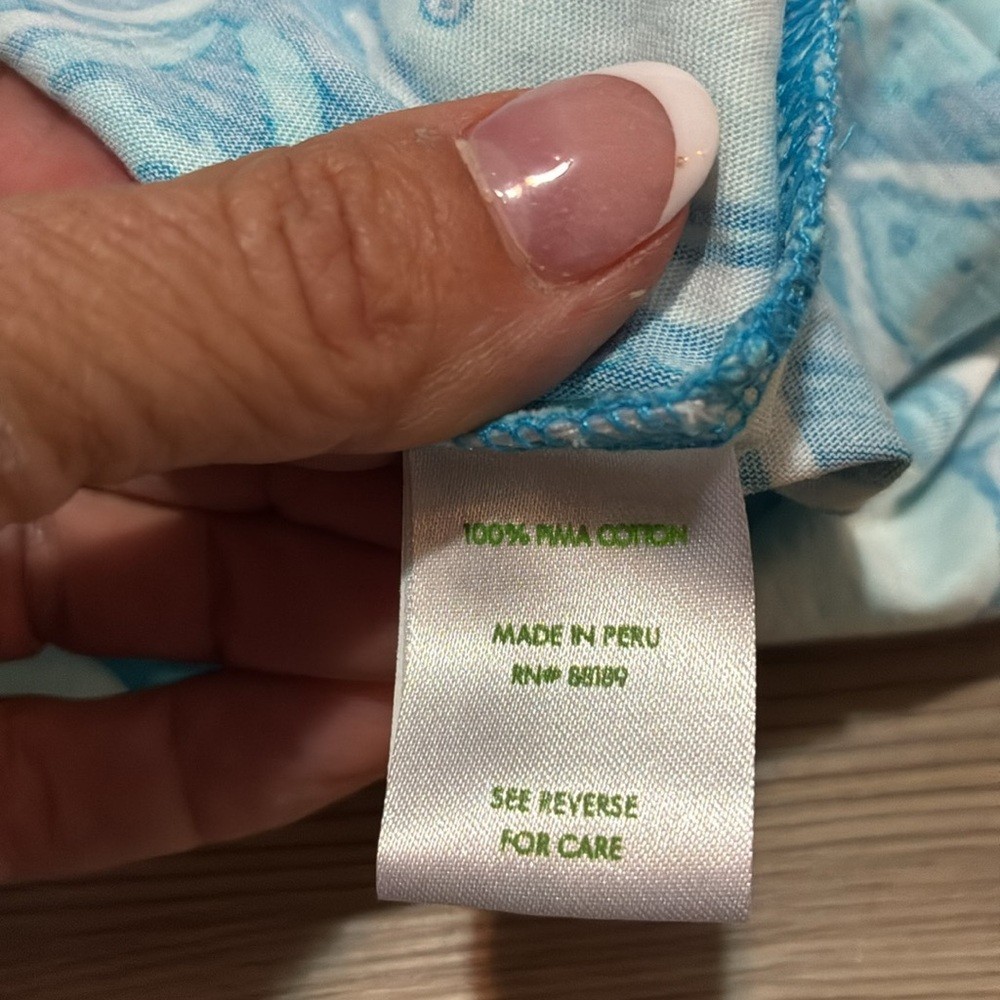 100% PIMA COTTON
MADE IN PERU
RN# 88189
SEE REVERSE
FOR CARE